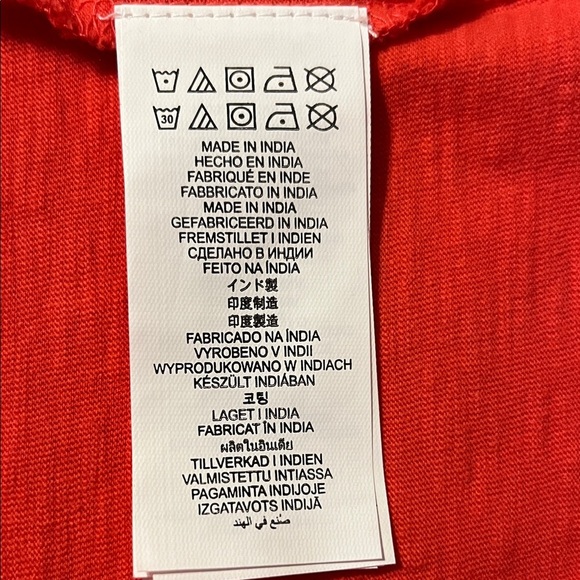 30
MADE IN INDIA
HECHO EN INDIA
FABRIQUÉ EN INDE
FABBRICATO IN INDIA
MADE IN INDIA
GEFABRICEERD IN INDIA
FREMSTILLET I INDIEN
СДЕЛАНО В ИНДИИ
FEITO NA ÍNDIA
インド製
印度制造
印度製造
FABRICADO NA ÍNDIA
VYROBENO V INDII
WYPRODUKOWANO W INDIACH
KÉSZÜLT INDIÁBAN
코팅
LAGET I INDIA
FABRICAT ÎN INDIA
ผลิตในอินเดีย
TILLVERKAD I INDIEN
VALMISTETTU INTIASSA
PAGAMINTA INDIJOJE
IZGATAVOTS INDIJĀ
صنع في الهند